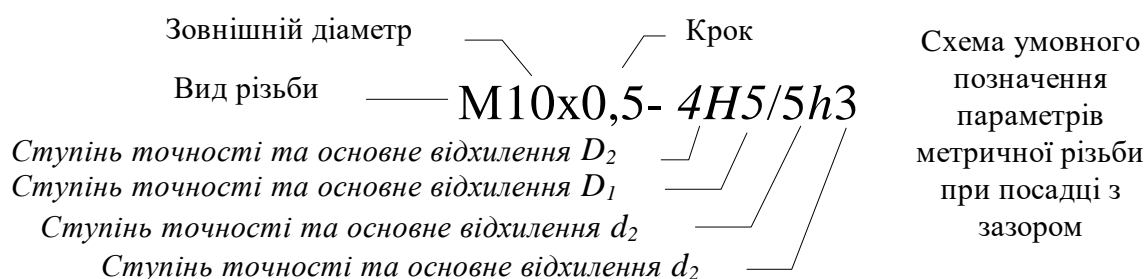 Зовнішній діаметр
Крок
Вид різьби
М10х0,5- 4H5/5h3
Ступінь точності та основне відхилення D₂
Ступінь точності та основне відхилення D₁
Ступінь точності та основне відхилення d₂
Ступінь точності та основне відхилення d₂
Схема умовного
позначення
параметрів
метричної різьби
при посадці з
зазором